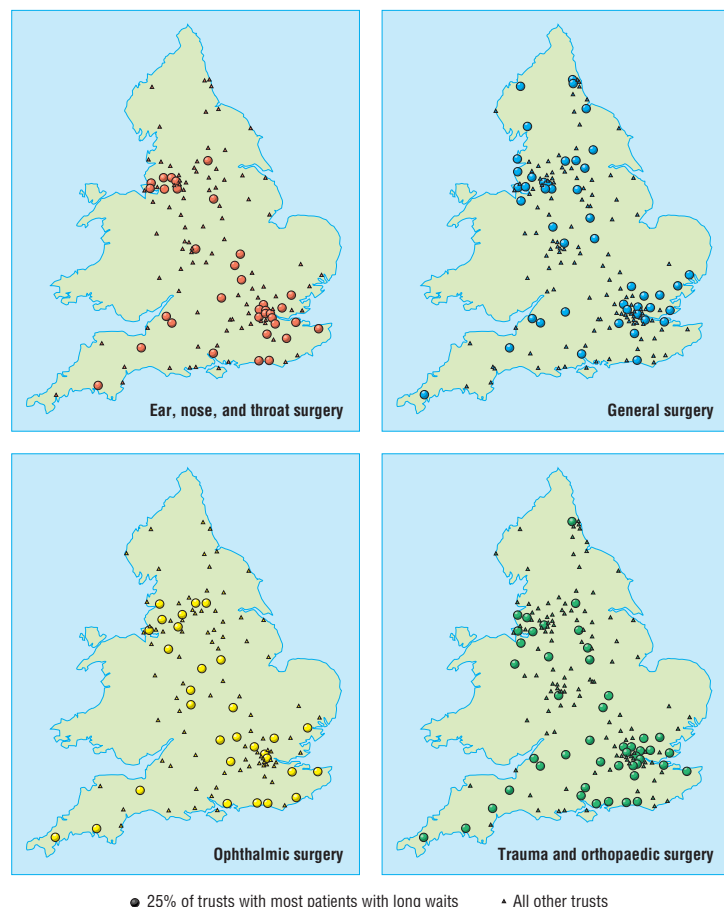 Ear, nose, and throat surgery
General surgery
Ophthalmic surgery
Trauma and orthopaedic surgery
25% of trusts with most patients with long waits
All other trusts